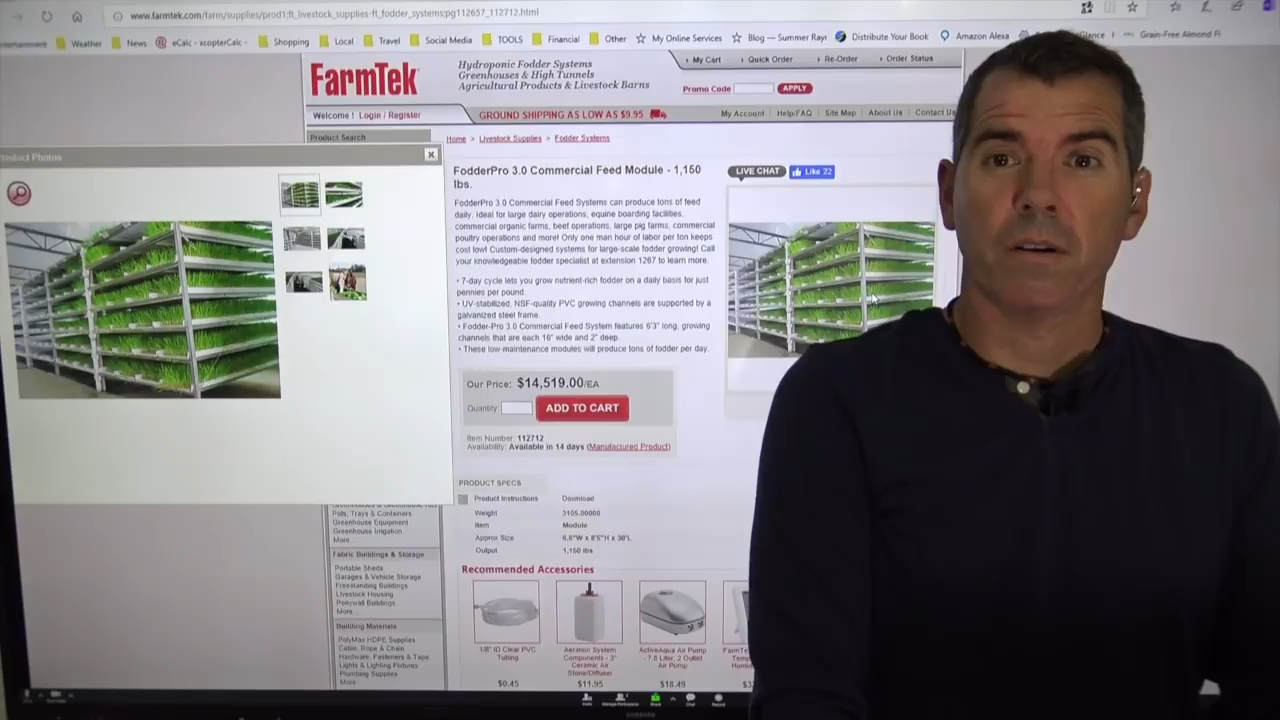 www.farmtek.com/farm/supplies/prod1;ft_livestock_supplies-ft_fodder_systems;pg112657_112712.html
Weather
News
eCalc - xcopterCalc -
Shopping
Local
Travel
Social Media
TOOLS
Financial
Other
My Online Services
Blog — Summer Rayn
Distribute Your Book
Amazon Alexa
Grain-Free Almond Fl
FarmTek
Hydroponic Fodder Systems
Greenhouses & High Tunnels
Agricultural Products & Livestock Barns
My Cart
Quick Order
Re-Order
Order Status
Promo Code
APPLY
Welcome ! Login / Register
GROUND SHIPPING AS LOW AS $9.95
My Account
Help/FAQ
Site Map
About Us
Contact Us
Product Search
Home > Livestock Supplies > Fodder Systems
Product Photos
FodderPro 3.0 Commercial Feed Module - 1,150
lbs.
LIVE CHAT
Like 22
FodderPro 3.0 Commercial Feed Systems can produce tons of feed
daily, ideal for large dairy operations, equine boarding facilities,
commercial organic farms, beef operations, large pig farms, commercial
poultry operations and more! Only one man hour of labor per ton keeps
cost low! Custom-designed systems for large-scale fodder growing! Call
your knowledgeable fodder specialist at extension 1267 to learn more.
• 7-day cycle lets you grow nutrient-rich fodder on a daily basis for just
pennies per pound.
• UV-stabilized, NSF-quality PVC growing channels are supported by a
galvanized steel frame.
• Fodder-Pro 3.0 Commercial Feed System features 6'3" long, growing
channels that are each 16" wide and 2" deep.
• These low-maintenance modules will produce tons of fodder per day.
Our Price: $14,519.00/EA
Quantity:
ADD TO CART
Item Number: 112712
Availability: Available in 14 days (Manufactured Product)
PRODUCT SPECS
Product Instructions Download
Weight 3105.00000
Item Module
Approx Size 6.6"W x 8'6"H x 30'L
Output 1,150 lbs
Pots, Trays & Containers
Greenhouse Equipment
Greenhouse Irrigation
More...
Fabric Buildings & Storage
Portable Sheds
Garages & Vehicle Storage
Freestanding Buildings
Livestock Housing
Ponywall Buildings
More...
Building Materials
PolyMax HDPE Supplies
Cable, Rope & Chain
Hardware, Fasteners & Tape
Lights & Lighting Fixtures
Plumbing Supplies
More
Recommended Accessories
1/8" ID Clear PVC
Tubing
$0.45
Aeration System
Components - 3"
Ceramic Air
Stone/Diffuser
$11.95
ActiveAqua Air Pump
- 7.8 Liter, 2 Outlet
Air Pump
$18.49
SAMSUNG